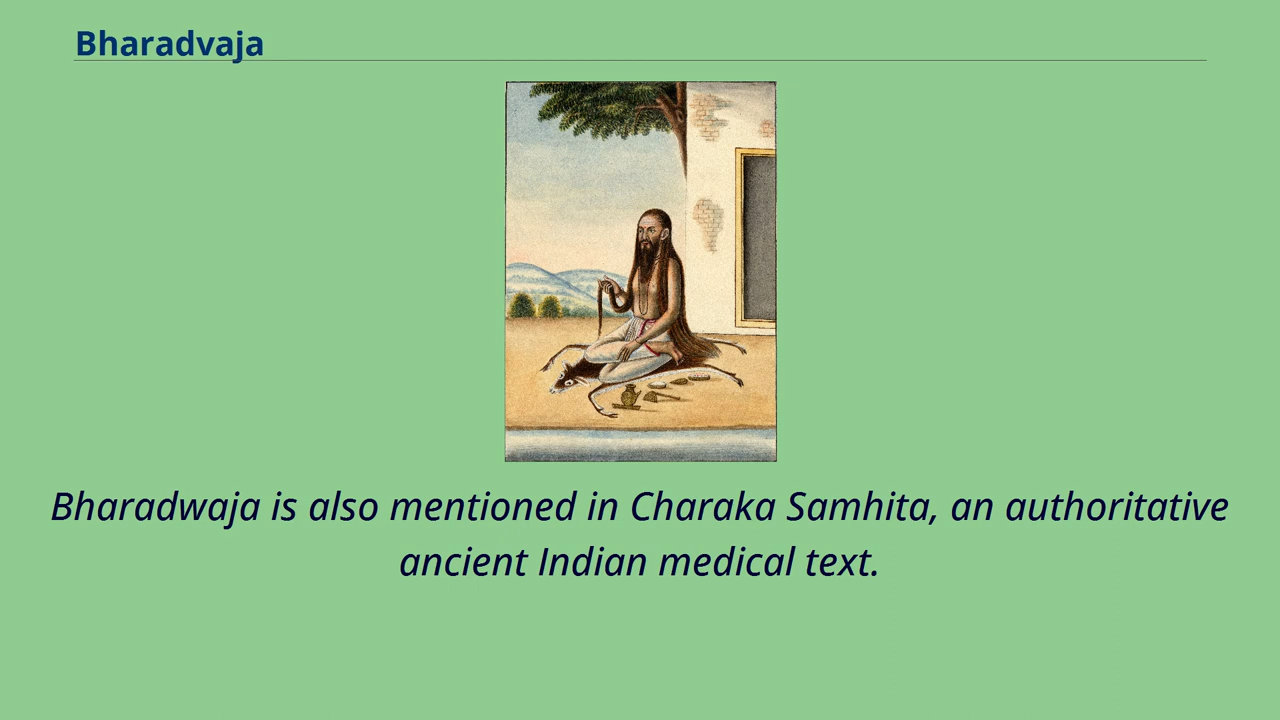 Bharadvaja
Bharadwaja is also mentioned in Charaka Samhita, an authoritative
ancient Indian medical text.